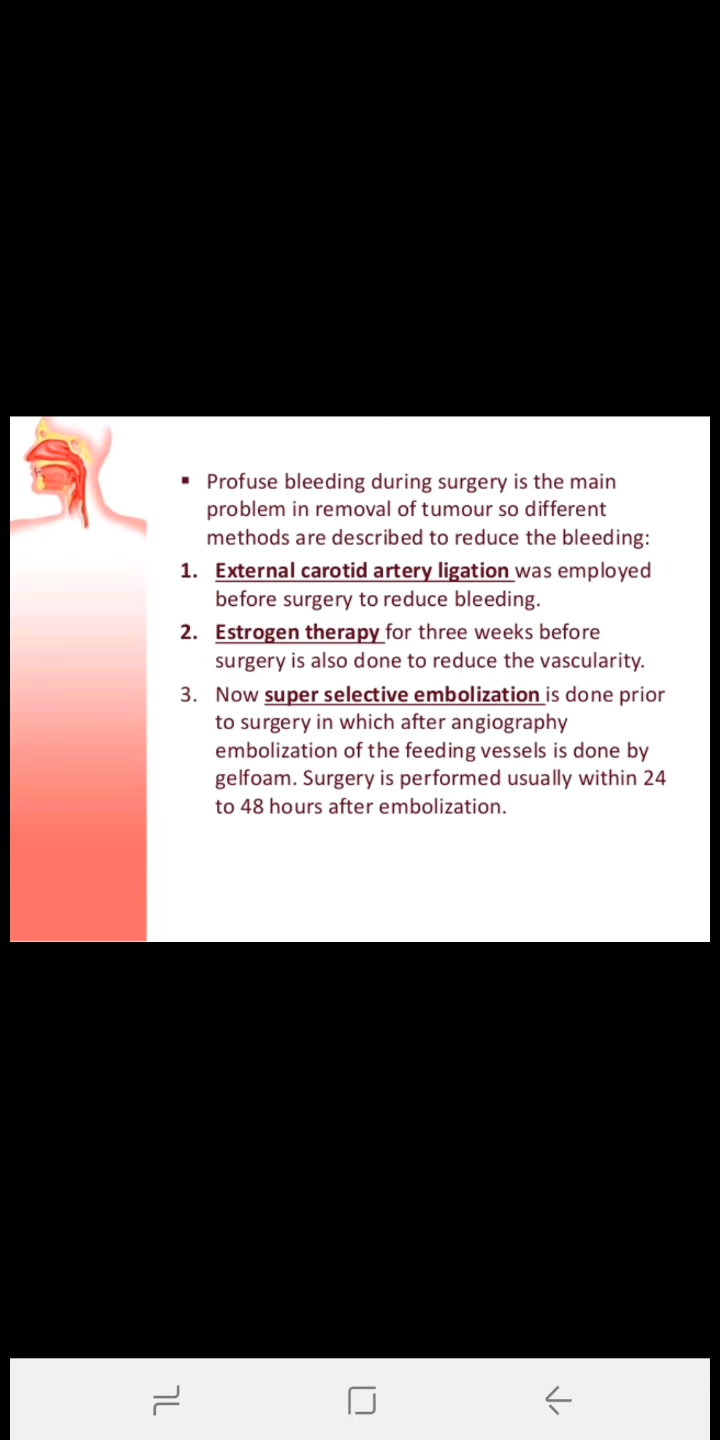 ▪ Profuse bleeding during surgery is the main
problem in removal of tumour so different
methods are described to reduce the bleeding:
1. External carotid artery ligation was employed
before surgery to reduce bleeding.
2. Estrogen therapy for three weeks before
surgery is also done to reduce the vascularity.
3. Now super selective embolization is done prior
to surgery in which after angiography
embolization of the feeding vessels is done by
gelfoam. Surgery is performed usually within 24
to 48 hours after embolization.